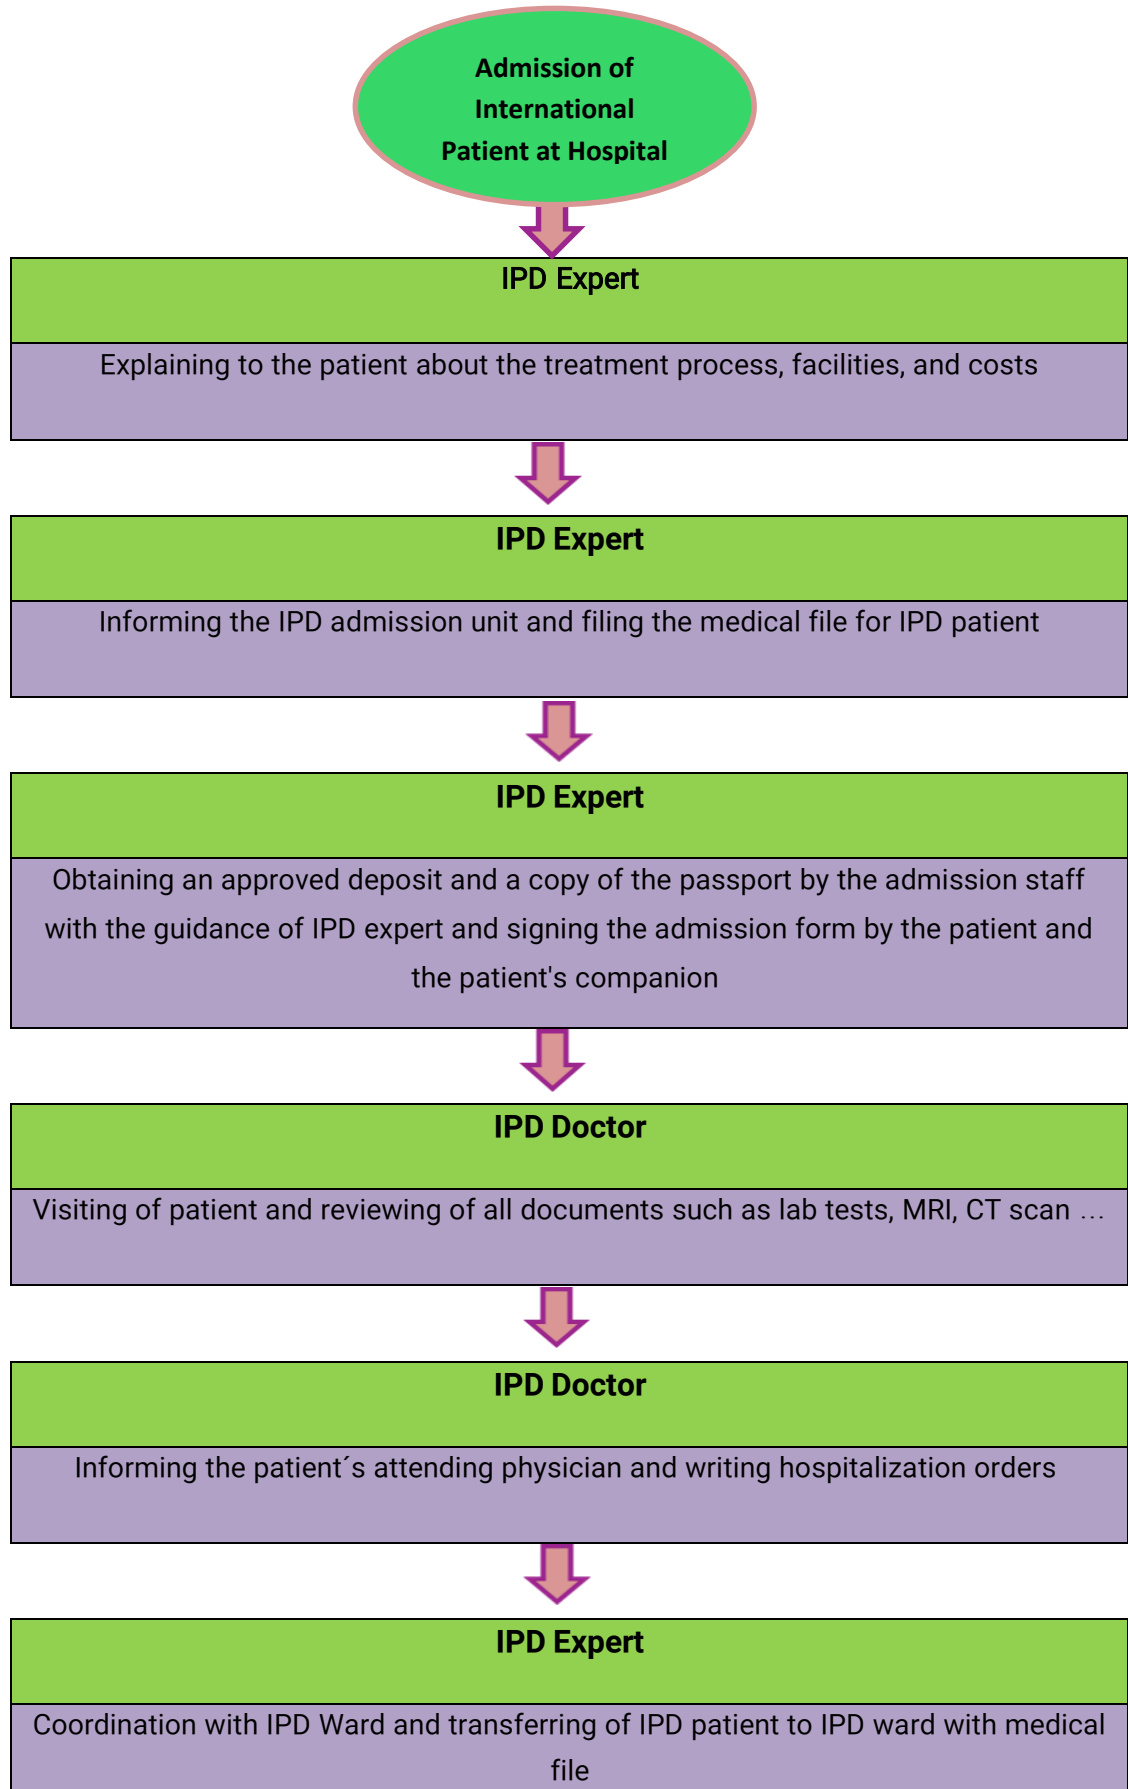 Admission of
International
Patient at Hospital
IPD Expert
Explaining to the patient about the treatment process, facilities, and costs
IPD Expert
Informing the IPD admission unit and filing the medical file for IPD patient
IPD Expert
Obtaining an approved deposit and a copy of the passport by the admission staff
with the guidance of IPD expert and signing the admission form by the patient and
the patient's companion
IPD Doctor
Visiting of patient and reviewing of all documents such as lab tests, MRI, CT scan …
IPD Doctor
Informing the patient´s attending physician and writing hospitalization orders
IPD Expert
Coordination with IPD Ward and transferring of IPD patient to IPD ward with medical
file